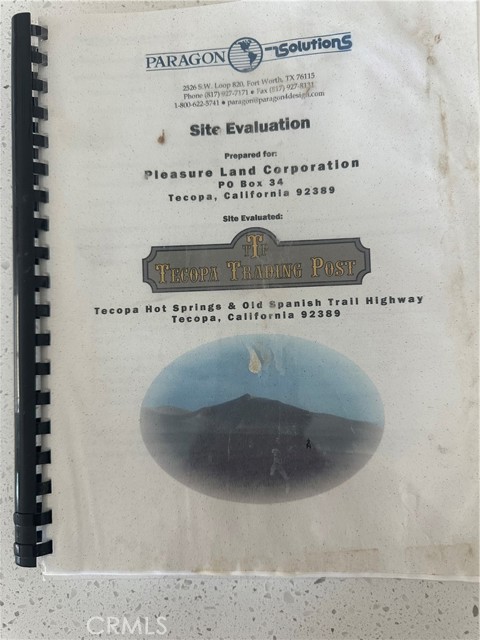 PARAGON Solutions
2526 S.W. Loop 820, Fort Worth, TX 76115
Phone (817) 927-7171 • Fax (817) 927-8131
1-800-622-5741 • paragon@paragon4design.com
Site Evaluation
Prepared for:
Pleasure Land Corporation
PO Box 34
Tecopa, California 92389
Site Evaluated:
TTP
TECOPA TRADING POST
Tecopa Hot Springs & Old Spanish Trail Highway
Tecopa, California 92389
CRMLS